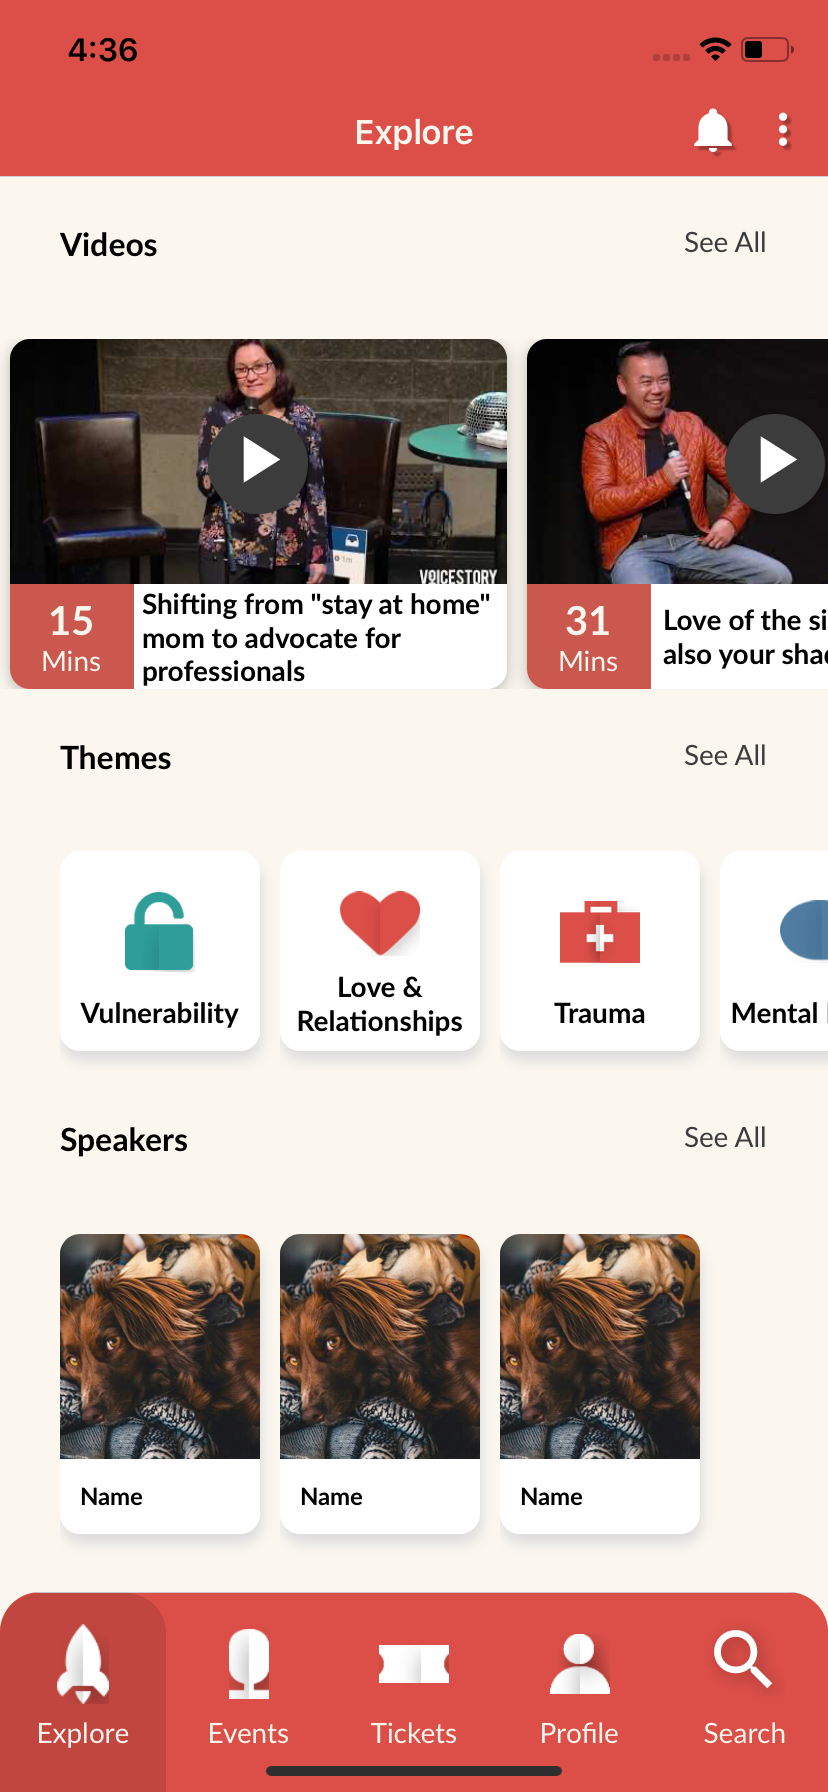 4:36
Explore
Videos
See All
1m
VOICESTORY
15
Mins
Shifting from "stay at home"
mom to advocate for
professionals
31
Mins
Love of the
also your
Themes
See All
Vulnerability
Love &
Relationships
Trauma
Mental
Speakers
See All
Name
Name
Name
Explore
Events
Tickets
Profile
Search